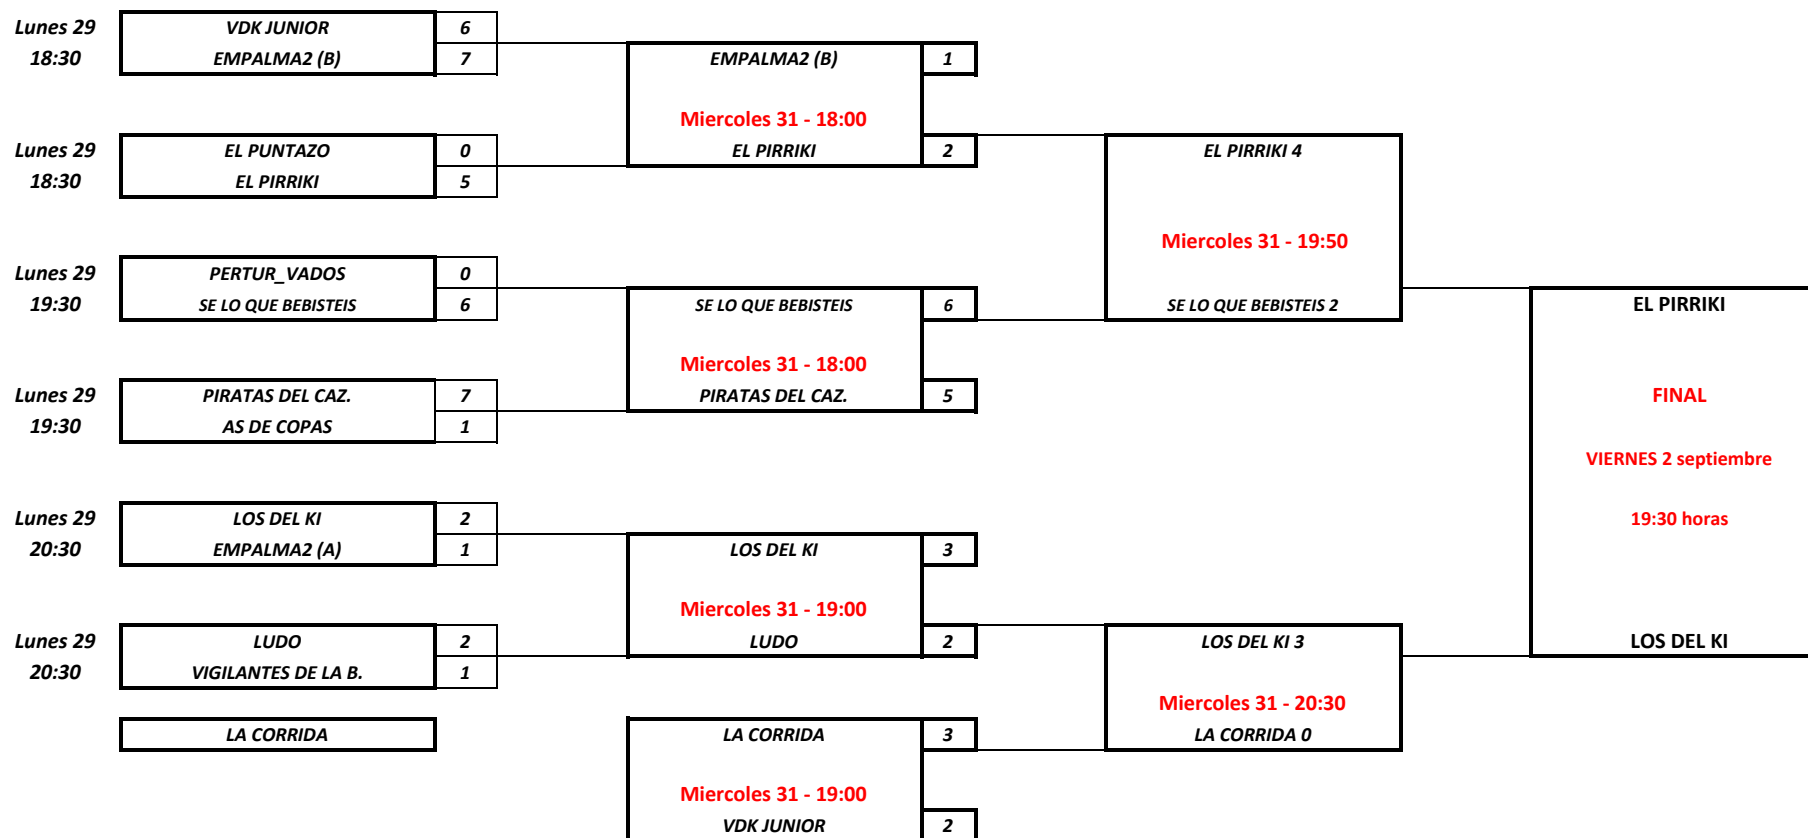 Lunes 29 VDK JUNIOR 6
18:30 EMPALMA2 (B) 7 EMPALMA2 (B) 1
Miercoles 31 - 18:00
Lunes 29 EL PUNTAZO 0 EL PIRRIKI 2 EL PIRRIKI 4
18:30 EL PIRRIKI 5
Miercoles 31 - 19:50
Lunes 29 PERTUR_VADOS 0
19:30 SE LO QUE BEBISTEIS 6 SE LO QUE BEBISTEIS 6 SE LO QUE BEBISTEIS 2 EL PIRRIKI
Miercoles 31 - 18:00
Lunes 29 PIRATAS DEL CAZ. 7 PIRATAS DEL CAZ. 5 FINAL
19:30 AS DE COPAS 1
VIERNES 2 septiembre
Lunes 29 LOS DEL KI 2 19:30 horas
20:30 EMPALMA2 (A) 1 LOS DEL KI 3
Miercoles 31 - 19:00
Lunes 29 LUDO 2 LUDO 2 LOS DEL KI 3 LOS DEL KI
20:30 VIGILANTES DE LA B. 1
Miercoles 31 - 20:30
LA CORRIDA LA CORRIDA 3 LA CORRIDA 0
Miercoles 31 - 19:00
VDK JUNIOR 2